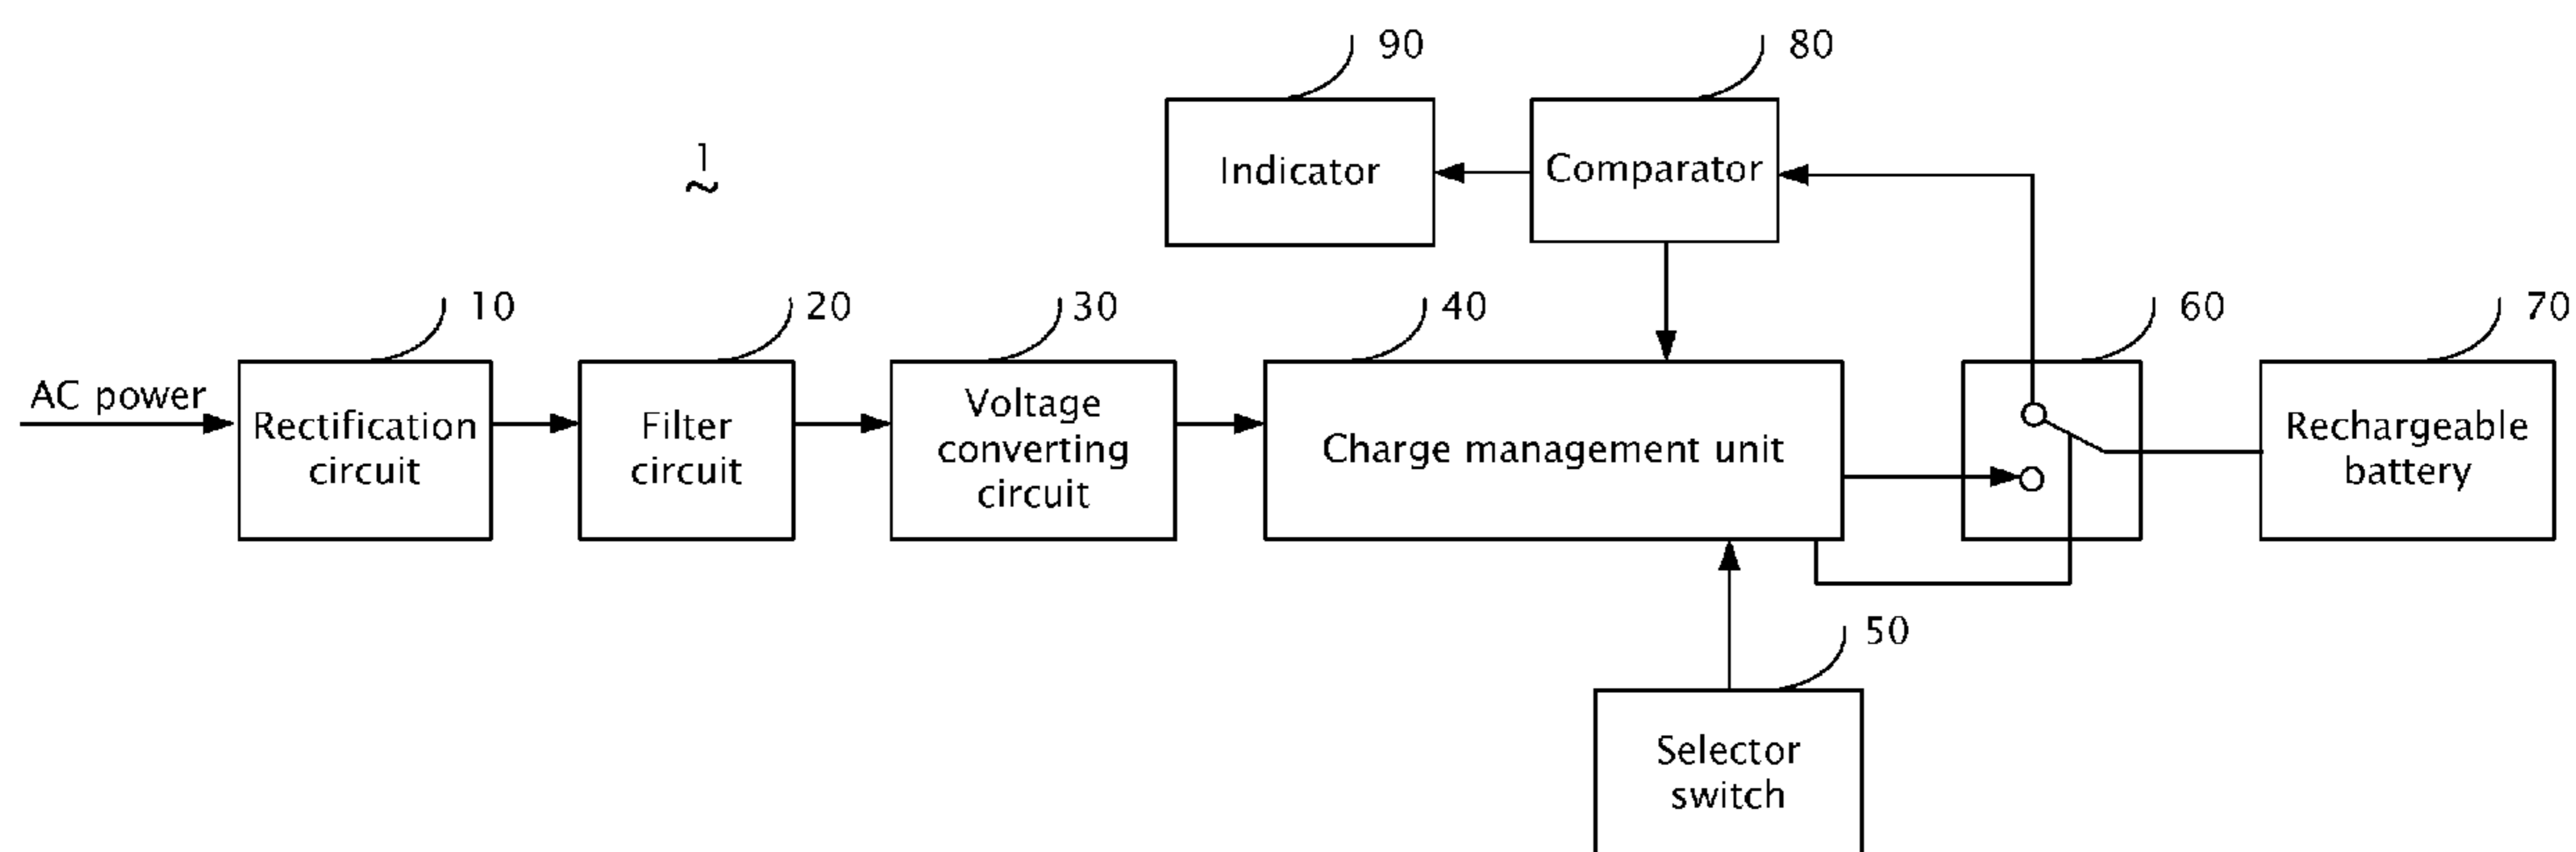 90
80
1
Indicator
Comparator
10
20
30
40
60
70
AC power
Rectification
circuit
Filter
circuit
Voltage
converting
circuit
Charge management unit
Rechargeable
battery
50
Selector
switch